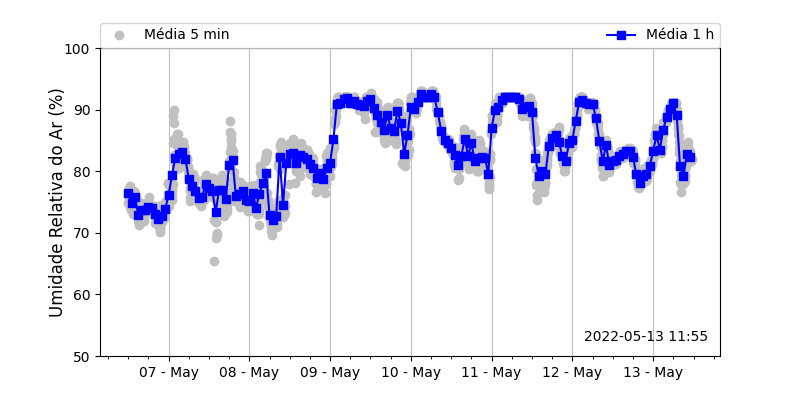 Média 5 min
Média 1 h
Umidade Relativa do Ar (%)
100
90
80
70
60
50
2022-05-13 11:55
07 - May
08 - May
09 - May
10 - May
11 - May
12 - May
13 - May